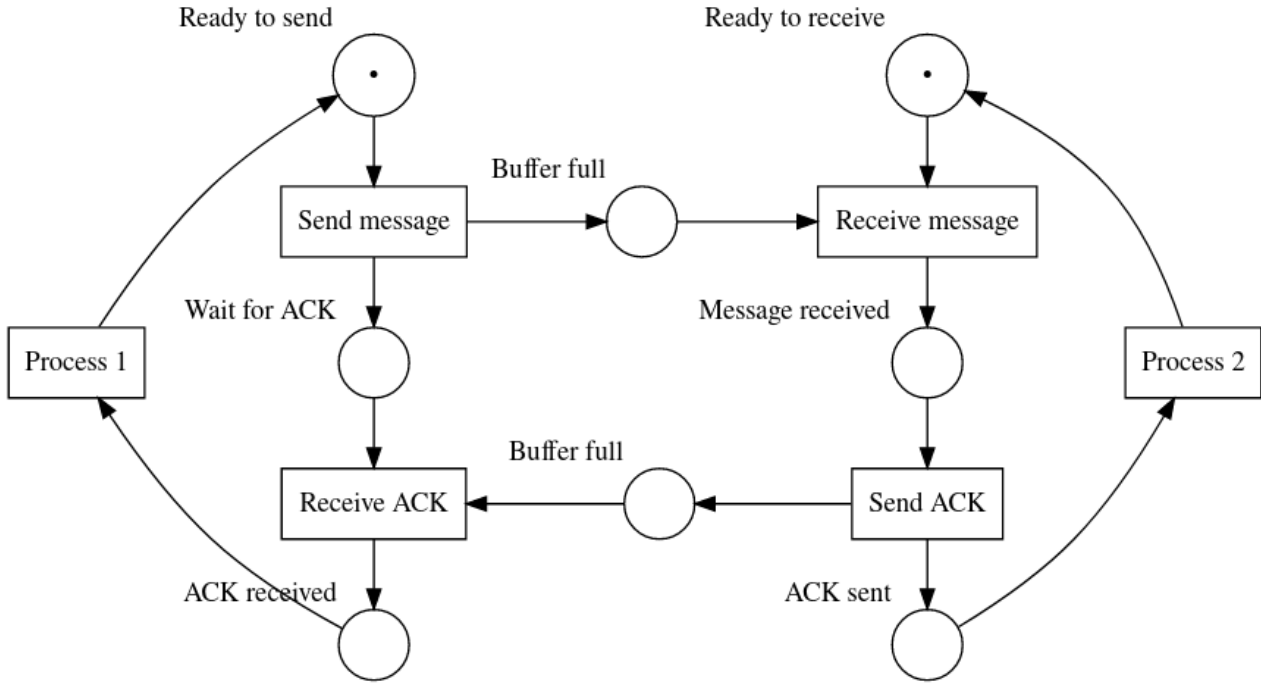 Ready to send
Ready to receive
Buffer full
Send message
Receive message
Wait for ACK
Message received
Process 1
Process 2
Buffer full
Receive ACK
Send ACK
ACK received
ACK sent